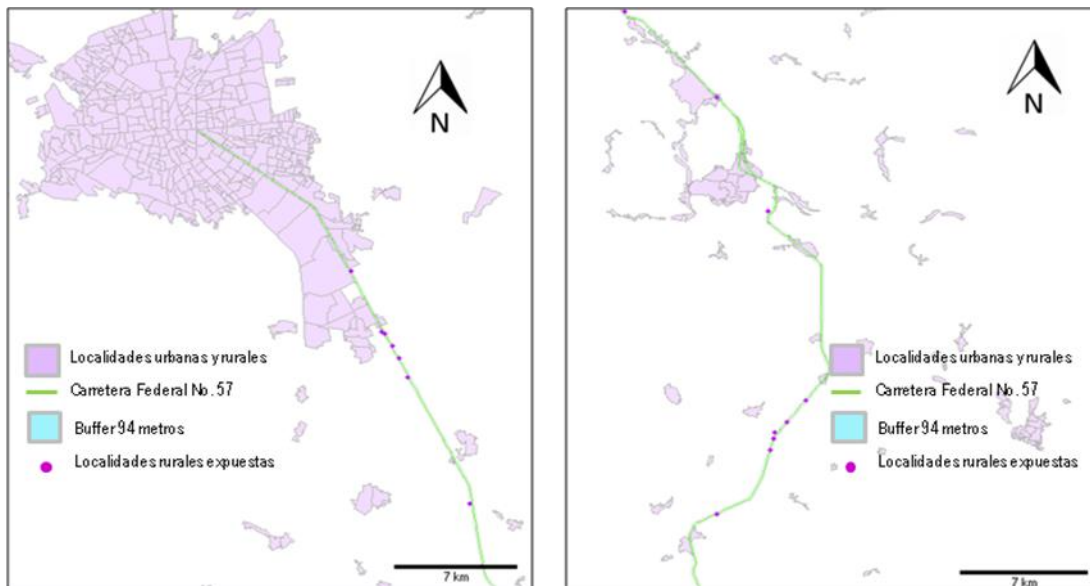 N
Localidades urbanas y rurales
Carretera Federal No. 57
Buffer 94 metros
Localidades rurales expuestas
7 km
N
Localidades urbanas y rurales
Carretera Federal No. 57
Buffer 94 metros
Localidades rurales expuestas
7 km